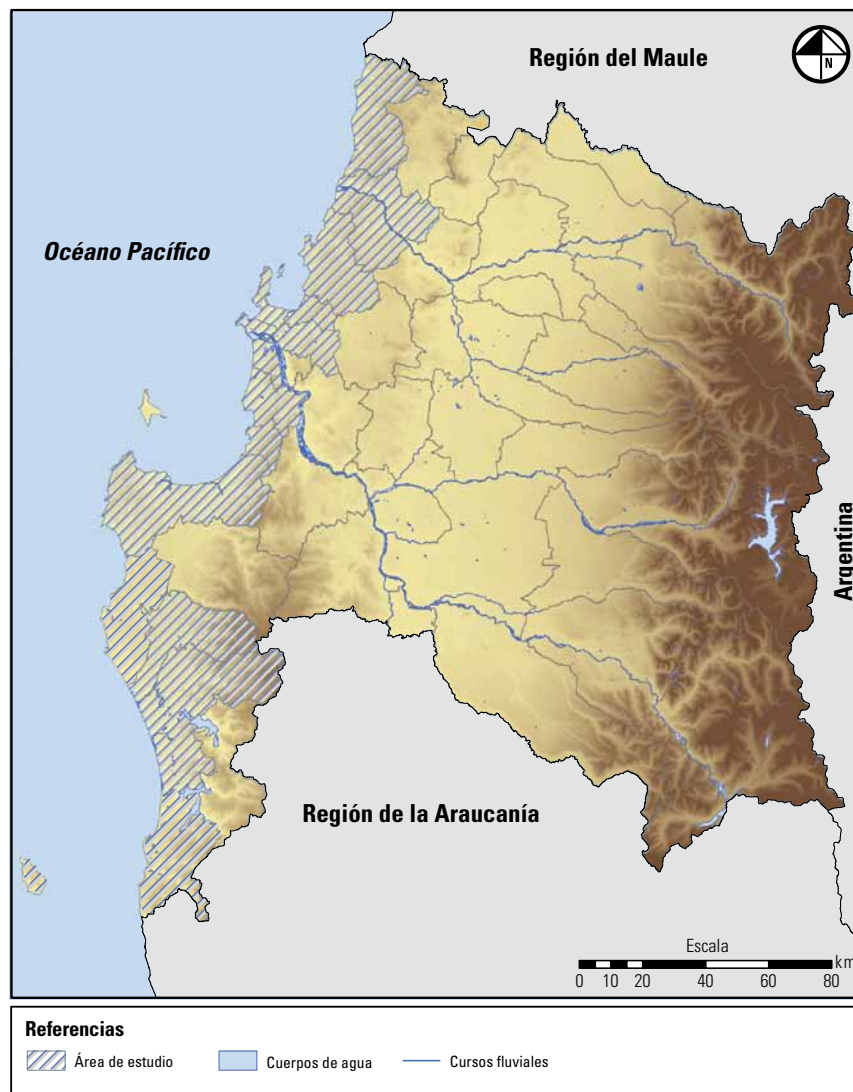 Región del Maule
N
Océano Pacífico
Argentina
Región de la Araucanía
Escala
km
0 10 20 40 60 80
Referencias
Área de estudio Cuerpos de agua Cursos fluviales